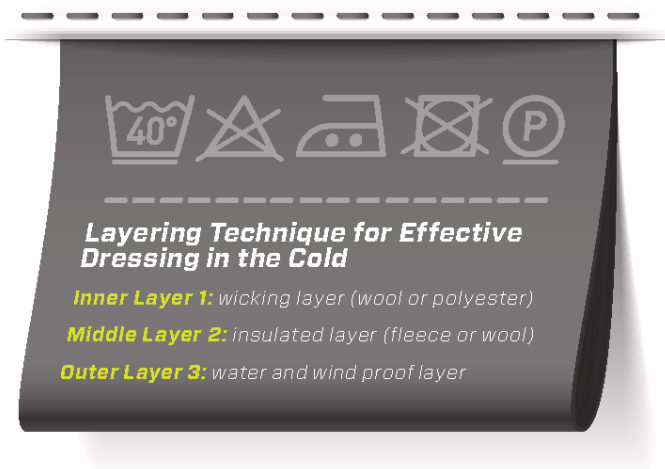 40° P
Layering Technique for Effective
Dressing in the Cold
Inner Layer 1: wicking layer (wool or polyester)
Middle Layer 2: insulated layer (fleece or wool)
Outer Layer 3: water and wind proof layer